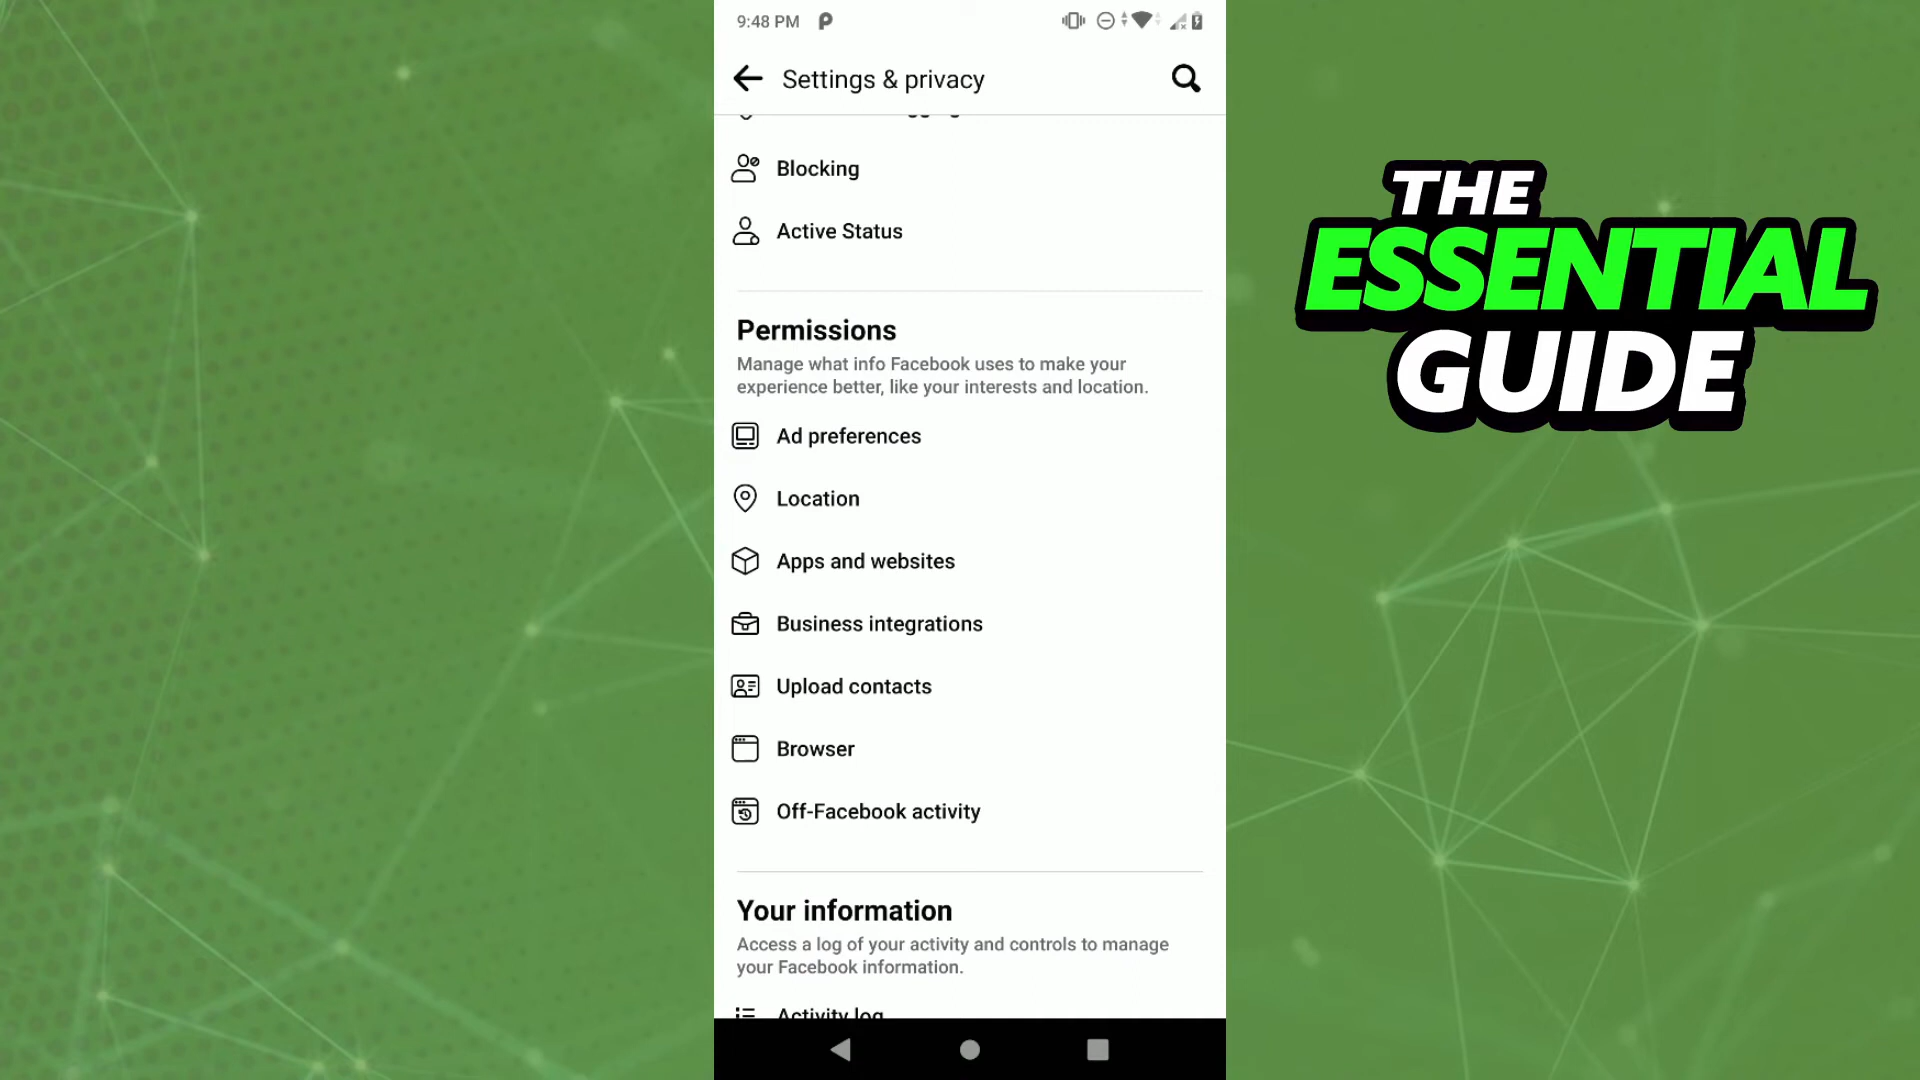 9:48 PM
Settings & privacy
Blocking
Active Status
Permissions
Manage what info Facebook uses to make your
experience better, like your interests and location.
Ad preferences
Location
Apps and websites
Business integrations
Upload contacts
Browser
Off-Facebook activity
Your information
Access a log of your activity and controls to manage
your Facebook information.
Activity log
THE
ESSENTIAL
GUIDE